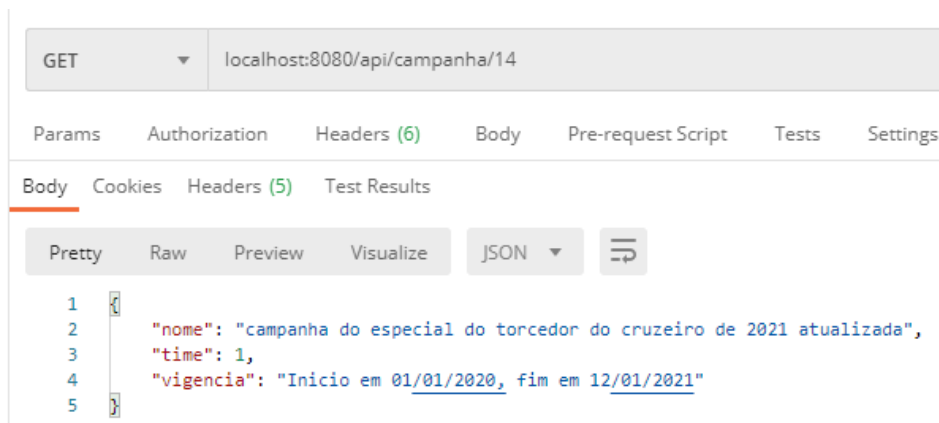 GET localhost:8080/api/campanha/14
Params Authorization Headers (6) Body Pre-request Script Tests Settings
Body Cookies Headers (5) Test Results
Pretty Raw Preview Visualize JSON
1 {
2 "nome": "campanha do especial do torcedor do cruzeiro de 2021 atualizada",
3 "time": 1,
4 "vigencia": "Inicio em 01/01/2020, fim em 12/01/2021"
5 }